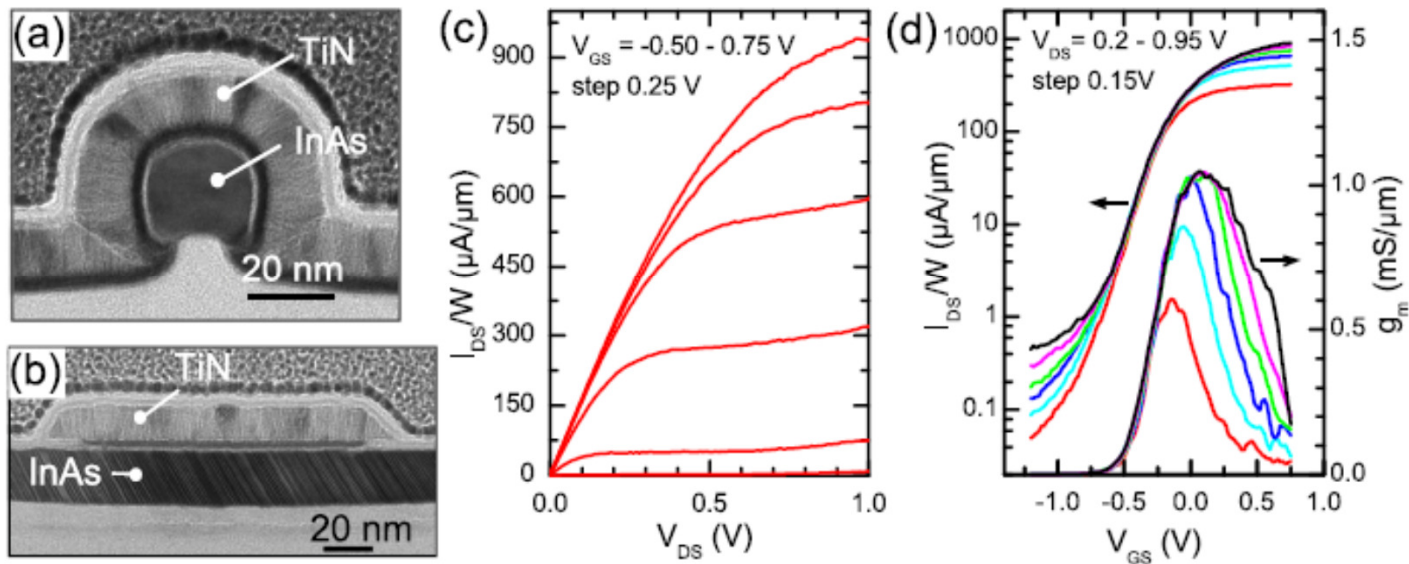 (a)
TiN
InAs
20 nm
(b)
TiN
InAs
20 nm
(c)
V_GS = -0.50 - 0.75 V
step 0.25 V
I_DS/W (µA/µm)
900
750
600
450
300
150
0
0.0
0.5
1.0
V_DS (V)
(d)
V_DS= 0.2 - 0.95 V
step 0.15V
I_DS/W (µA/µm)
1000
100
10
1
0.1
1.5
1.0
0.5
0.0
g_m (mS/µm)
-1.0
-0.5
0.0
0.5
1.0
V_GS (V)